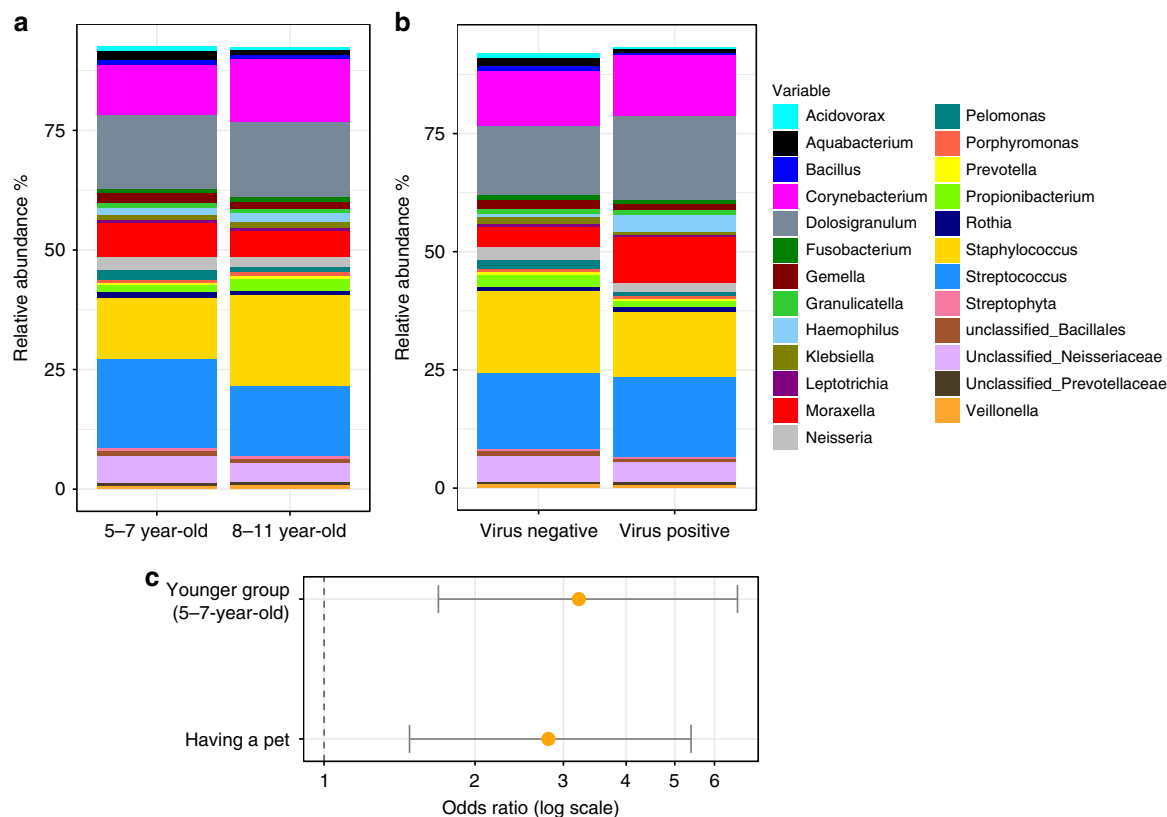 a
Relative abundance %
75
50
25
0
5–7 year-old
8–11 year-old
b
Relative abundance %
75
50
25
0
Virus negative
Virus positive
Variable
Acidovorax
Aquabacterium
Bacillus
Corynebacterium
Dolosigranulum
Fusobacterium
Gemella
Granulicatella
Haemophilus
Klebsiella
Leptotrichia
Moraxella
Neisseria
Pelomonas
Porphyromonas
Prevotella
Propionibacterium
Rothia
Staphylococcus
Streptococcus
Streptophyta
unclassified_Bacillales
Unclassified_Neisseriaceae
Unclassified_Prevotellaceae
Veillonella
c
Younger group
(5–7-year-old)
Having a pet
1
2
3
4
5
6
Odds ratio (log scale)